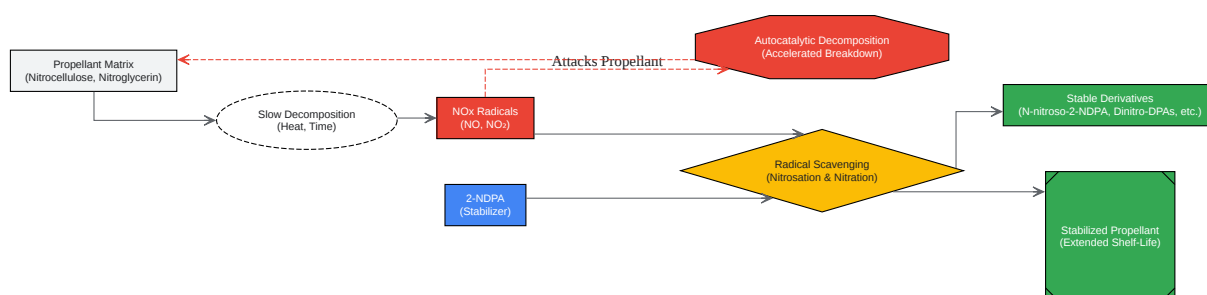 Autocatalytic Decomposition
(Accelerated Breakdown)
Attacks Propellant
Propellant Matrix
(Nitrocellulose, Nitroglycerin)
Slow Decomposition
(Heat, Time)
NOx Radicals
(NO, NO₂)
Stable Derivatives
(N-nitroso-2-NDPA, Dinitro-DPAs, etc.)
Radical Scavenging
(Nitrosation & Nitration)
2-NDPA
(Stabilizer)
Stabilized Propellant
(Extended Shelf-Life)